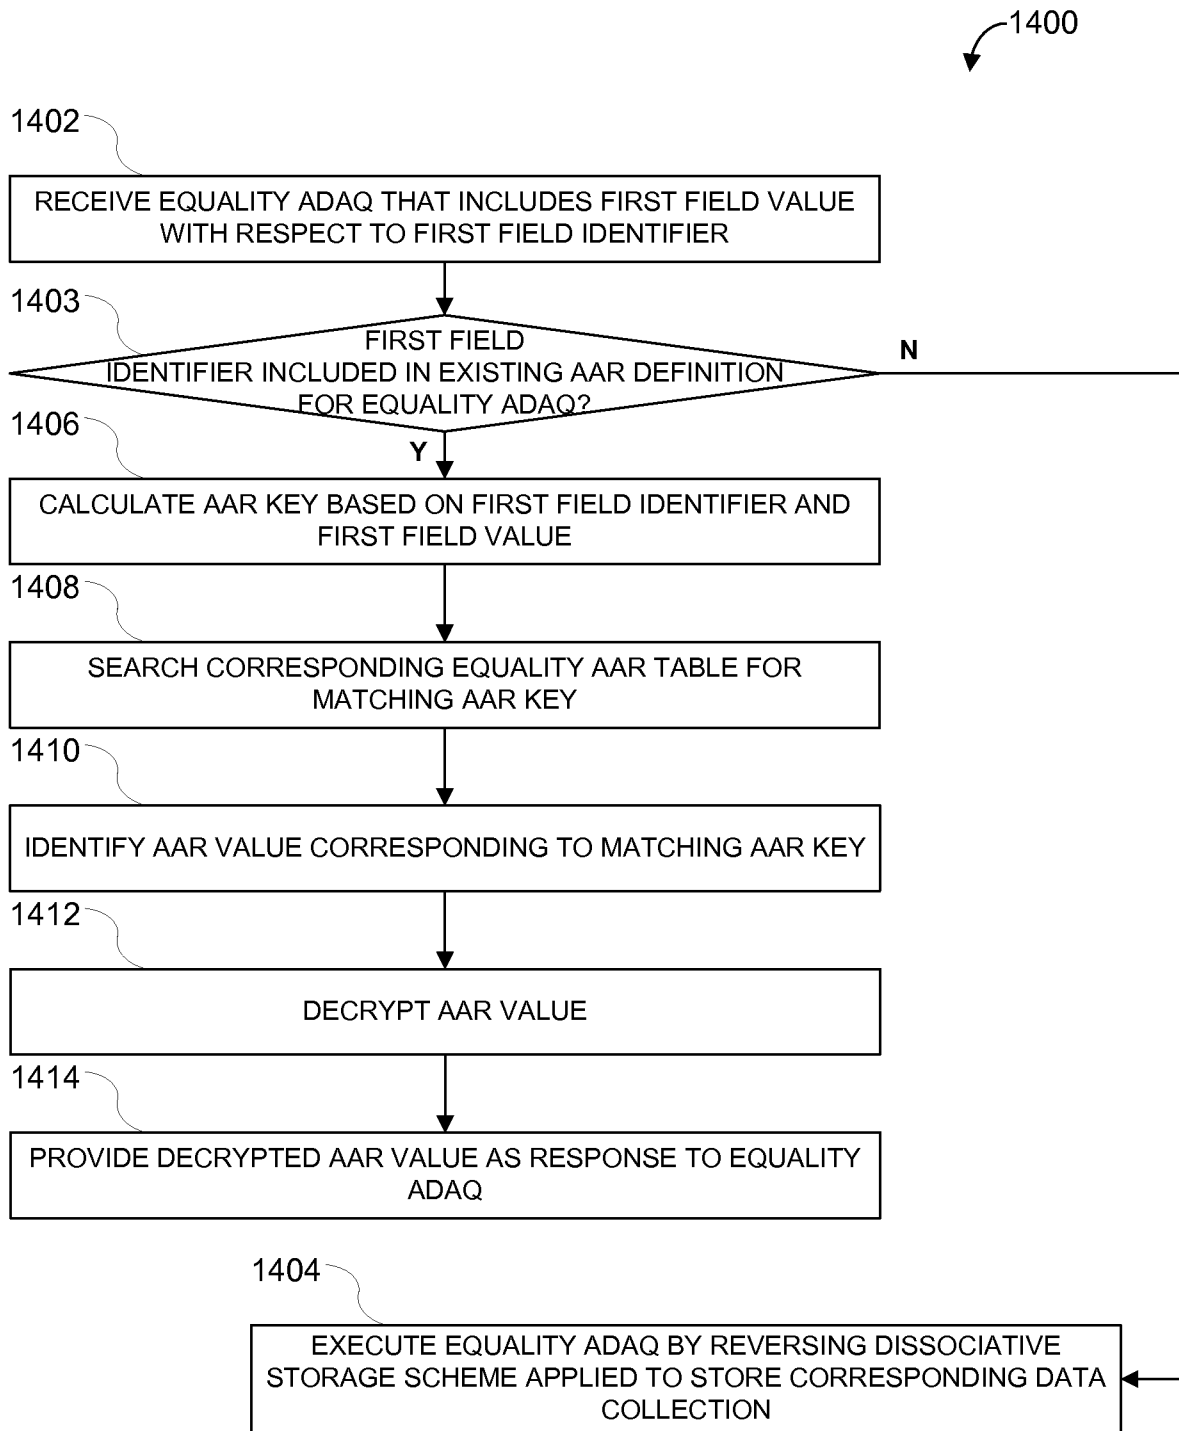 1400
1402
RECEIVE EQUALITY ADAQ THAT INCLUDES FIRST FIELD VALUE
WITH RESPECT TO FIRST FIELD IDENTIFIER
1403
FIRST FIELD
IDENTIFIER INCLUDED IN EXISTING AAR DEFINITION
FOR EQUALITY ADAQ?
N
Y
1406
CALCULATE AAR KEY BASED ON FIRST FIELD IDENTIFIER AND
FIRST FIELD VALUE
1408
SEARCH CORRESPONDING EQUALITY AAR TABLE FOR
MATCHING AAR KEY
1410
IDENTIFY AAR VALUE CORRESPONDING TO MATCHING AAR KEY
1412
DECRYPT AAR VALUE
1414
PROVIDE DECRYPTED AAR VALUE AS RESPONSE TO EQUALITY
ADAQ
1404
EXECUTE EQUALITY ADAQ BY REVERSING DISSOCIATIVE
STORAGE SCHEME APPLIED TO STORE CORRESPONDING DATA
COLLECTION